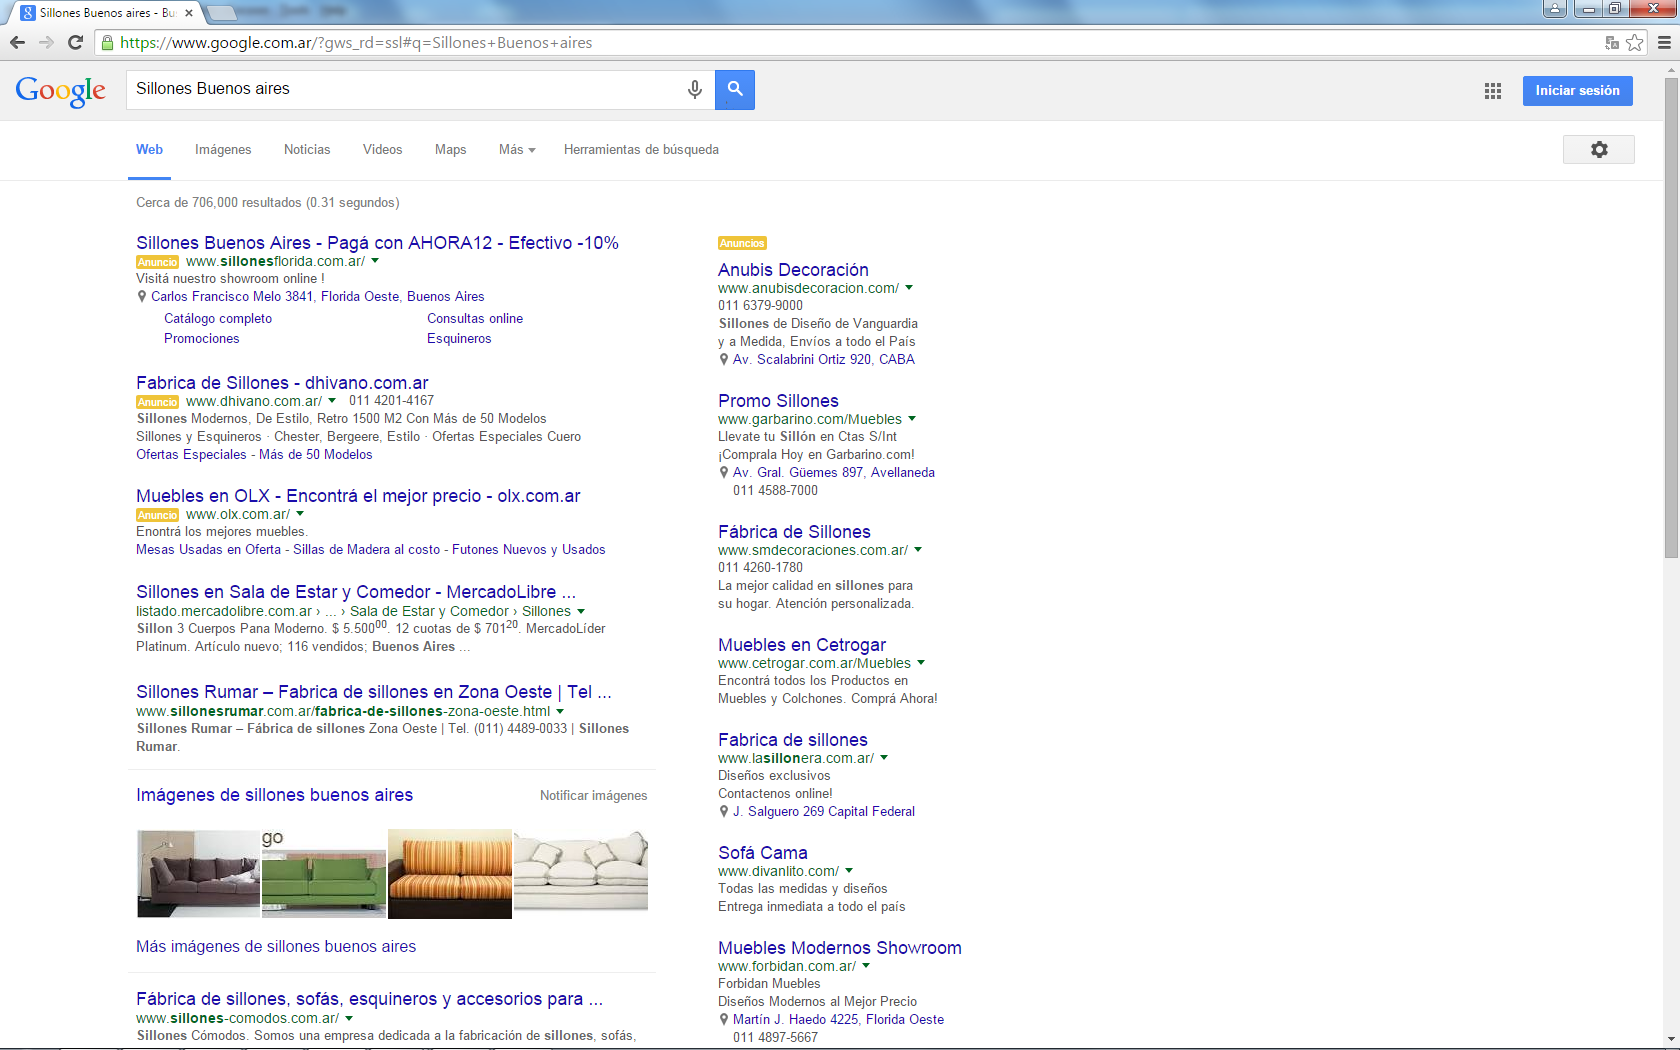 Sillones Buenos aires - Bus
https://www.google.com.ar/?gws_rd=ssl#q=Sillones+Buenos+aires
Google
Sillones Buenos aires
Iniciar sesión
Web Imágenes Noticias Videos Maps Más Herramientas de búsqueda
Cerca de 706,000 resultados (0.31 segundos)
Sillones Buenos Aires - Pagá con AHORA12 - Efectivo -10%
Anuncio www.sillonesflorida.com.ar/
Visitá nuestro showroom online !
Carlos Francisco Melo 3841, Florida Oeste, Buenos Aires
Catálogo completo Consultas online
Promociones Esquineros
Fabrica de Sillones - dhivano.com.ar
Anuncio www.dhivano.com.ar/ 011 4201-4167
Sillones Modernos, De Estilo, Retro 1500 M2 Con Más de 50 Modelos
Sillones y Esquineros · Chester, Bergeere, Estilo · Ofertas Especiales Cuero
Ofertas Especiales - Más de 50 Modelos
Muebles en OLX - Encontrá el mejor precio - olx.com.ar
Anuncio www.olx.com.ar/
Enontrá los mejores muebles.
Mesas Usadas en Oferta - Sillas de Madera al costo - Futones Nuevos y Usados
Sillones en Sala de Estar y Comedor - MercadoLibre ...
listado.mercadolibre.com.ar › ... › Sala de Estar y Comedor › Sillones
Sillon 3 Cuerpos Pana Moderno. $ 5.500⁰⁰. 12 cuotas de $ 701²⁰. MercadoLíder
Platinum. Artículo nuevo; 116 vendidos; Buenos Aires ...
Sillones Rumar – Fabrica de sillones en Zona Oeste | Tel ...
www.sillonesrumar.com.ar/fabrica-de-sillones-zona-oeste.html
Sillones Rumar – Fábrica de sillones Zona Oeste | Tel. (011) 4489-0033 | Sillones
Rumar.
Imágenes de sillones buenos aires Notificar imágenes
go
Más imágenes de sillones buenos aires
Fábrica de sillones, sofás, esquineros y accesorios para ...
www.sillones-comodos.com.ar/
Sillones Cómodos. Somos una empresa dedicada a la fabricación de sillones, sofás,
Anuncios
Anubis Decoración
www.anubisdecoracion.com/
011 6379-9000
Sillones de Diseño de Vanguardia
y a Medida, Envíos a todo el País
Av. Scalabrini Ortiz 920, CABA
Promo Sillones
www.garbarino.com/Muebles
Llevate tu Sillón en Ctas S/Int
¡Comprala Hoy en Garbarino.com!
Av. Gral. Güemes 897, Avellaneda
011 4588-7000
Fábrica de Sillones
www.smdecoraciones.com.ar/
011 4260-1780
La mejor calidad en sillones para
su hogar. Atención personalizada.
Muebles en Cetrogar
www.cetrogar.com.ar/Muebles
Encontrá todos los Productos en
Muebles y Colchones. Comprá Ahora!
Fabrica de sillones
www.lasillonera.com.ar/
Diseños exclusivos
Contactenos online!
J. Salguero 269 Capital Federal
Sofá Cama
www.divanlito.com/
Todas las medidas y diseños
Entrega inmediata a todo el país
Muebles Modernos Showroom
www.forbidan.com.ar/
Forbidan Muebles
Diseños Modernos al Mejor Precio
Martín J. Haedo 4225, Florida Oeste
011 4897-5667